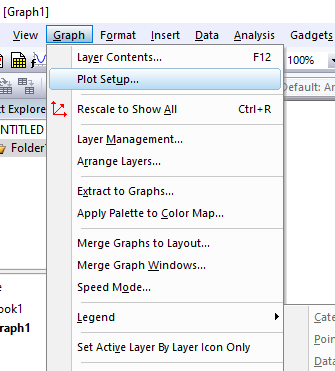 [Graph1]
View Graph Format Insert Data Analysis Gadgets
Layer Contents... F12
100%
Plot Setup...
Default: Ar
t Explore
Rescale to Show All Ctrl+R
NTITLED
Layer Management...
Folder
Arrange Layers...
Extract to Graphs...
Apply Palette to Color Map...
Merge Graphs to Layout...
Merge Graph Windows...
Speed Mode...
ook1
Legend
Cate
raph1
Poin
Set Active Layer By Layer Icon Only
Data